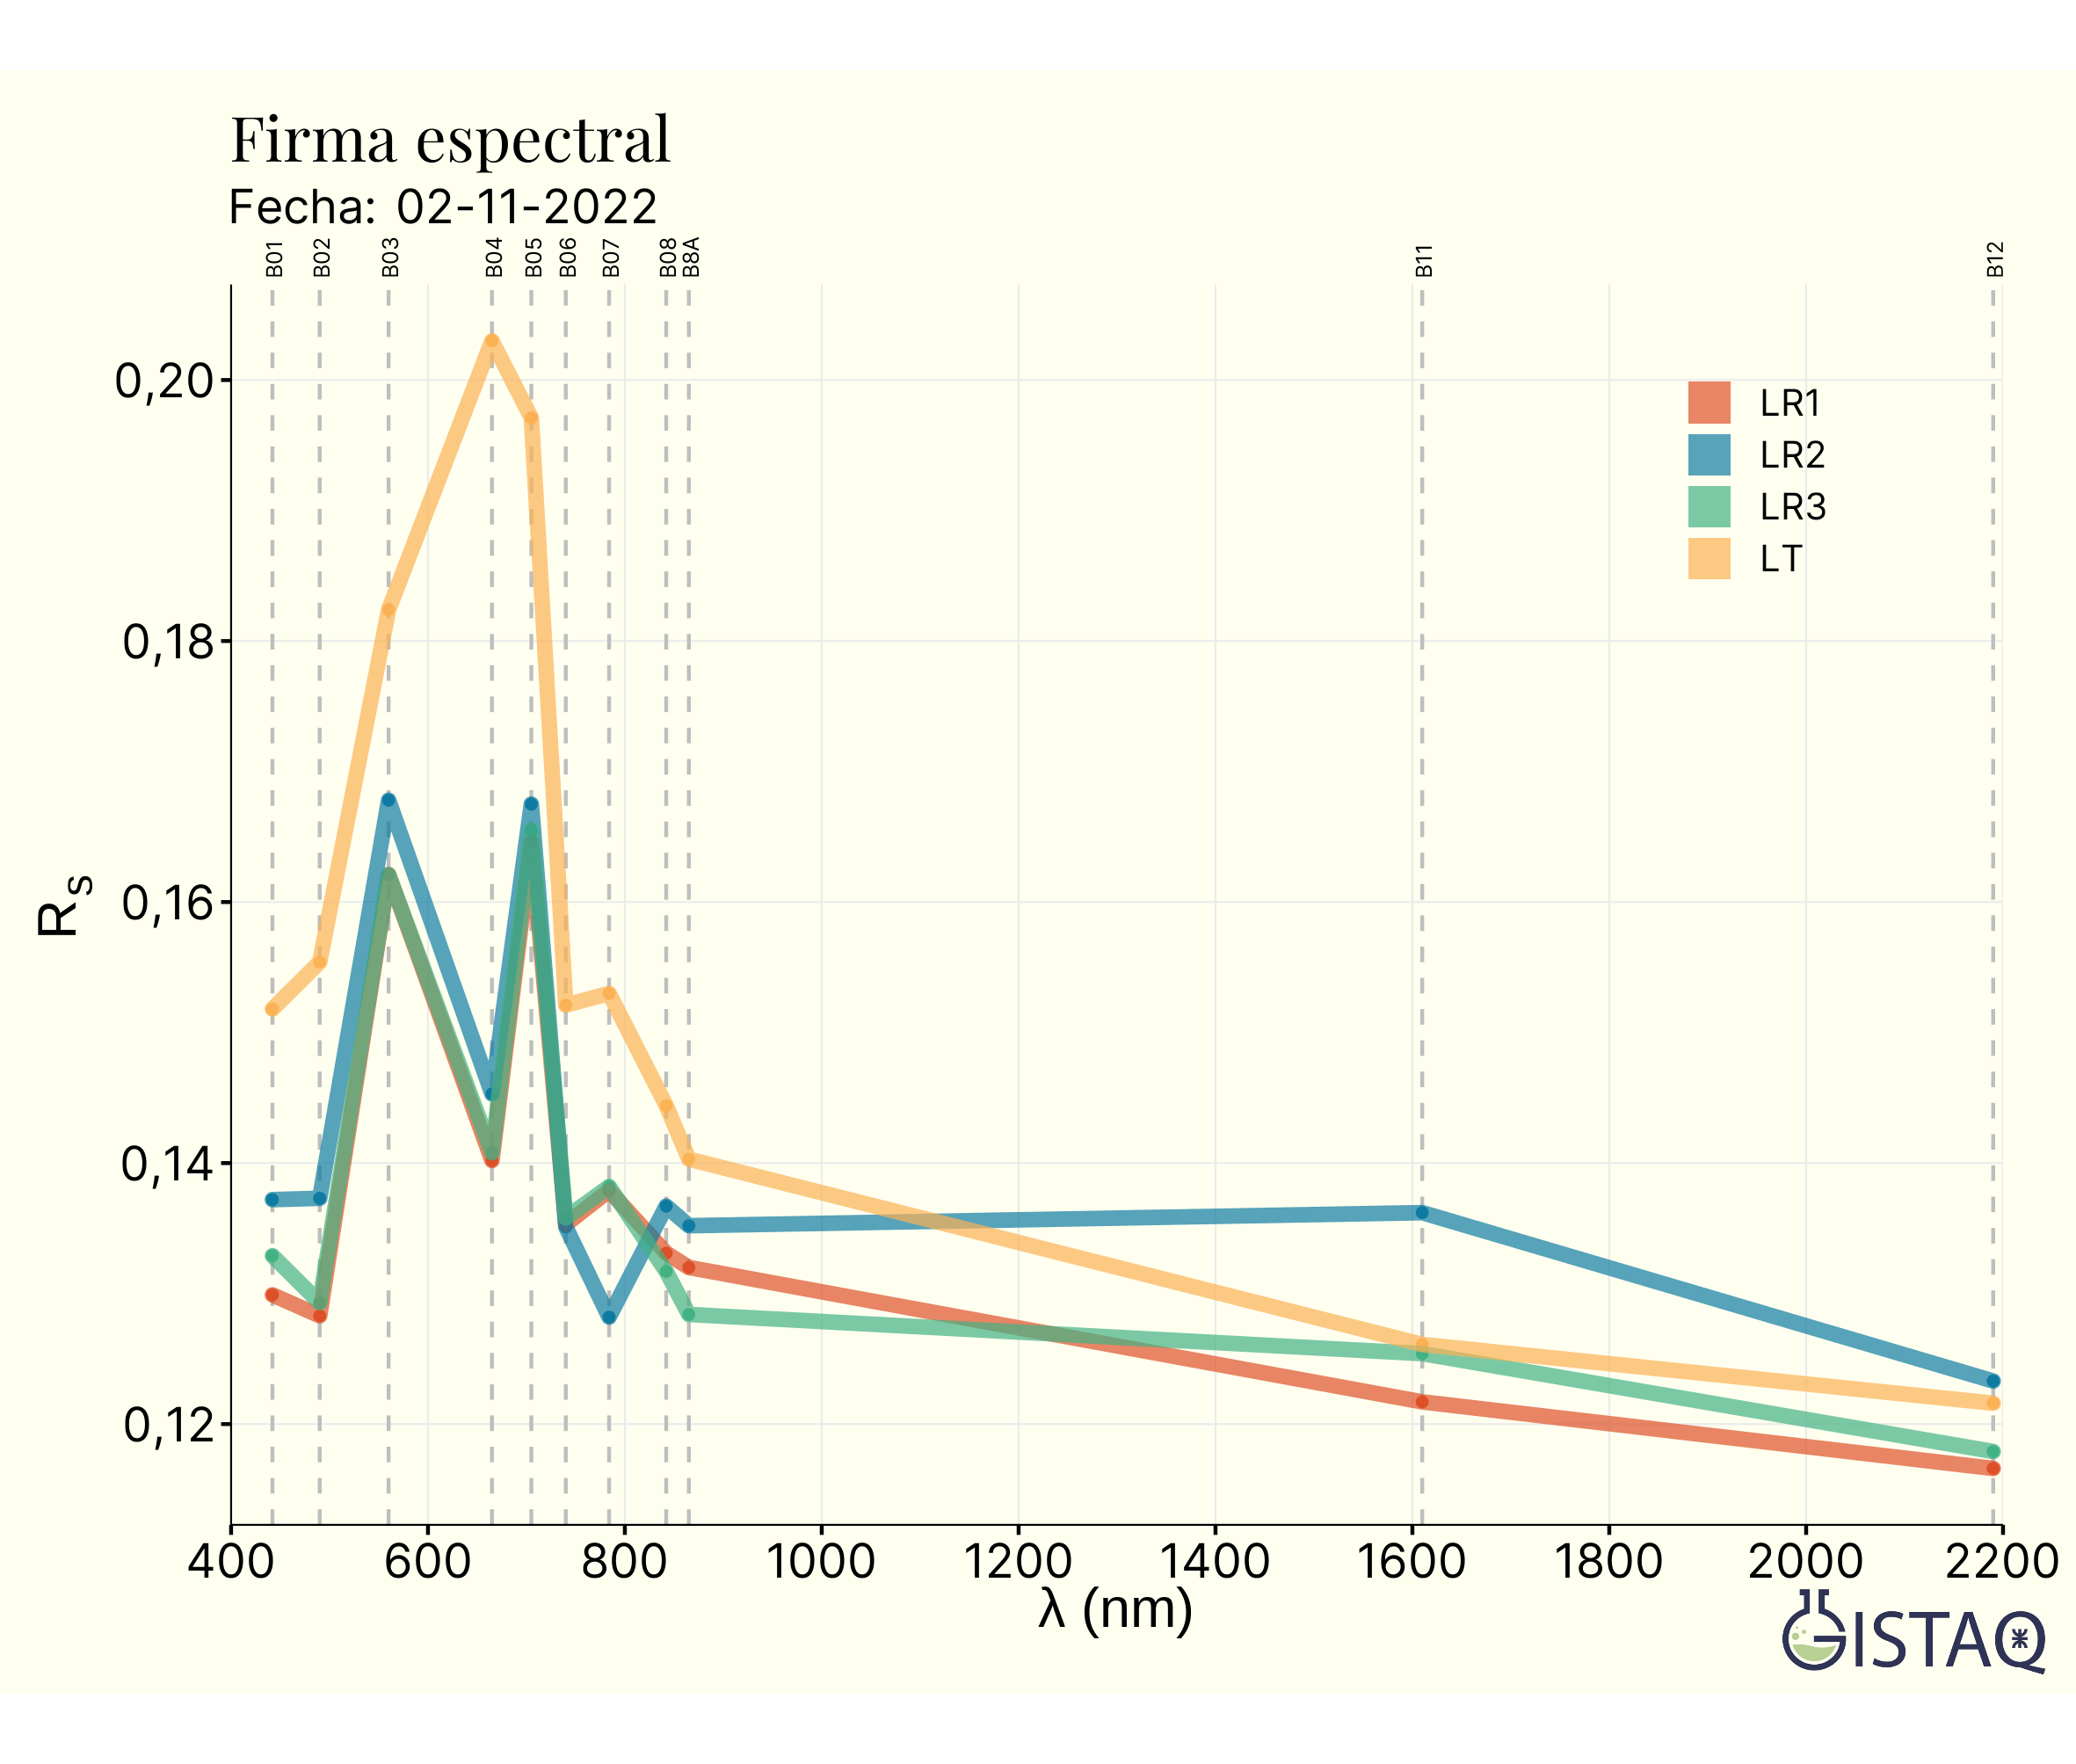 Firma espectral
Fecha: 02-11-2022
B01 B02 B03 B04 B05 B06 B07 B08 B8A B11 B12
0,20
0,18
0,16
0,14
0,12
Rs
LR1
LR2
LR3
LT
400 600 800 1000 1200 1400 1600 1800 2000 2200
λ (nm)
GISTAQ